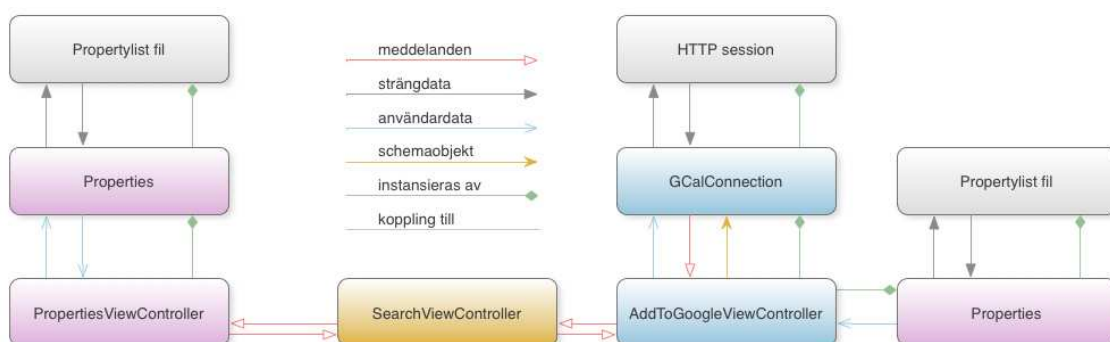 Propertylist fil
meddelanden
HTTP session
strängdata
användardata
Properties
schemaobjekt
GCalConnection
Propertylist fil
instansieras av
koppling till
PropertiesViewController
SearchViewController
AddToGoogleViewController
Properties